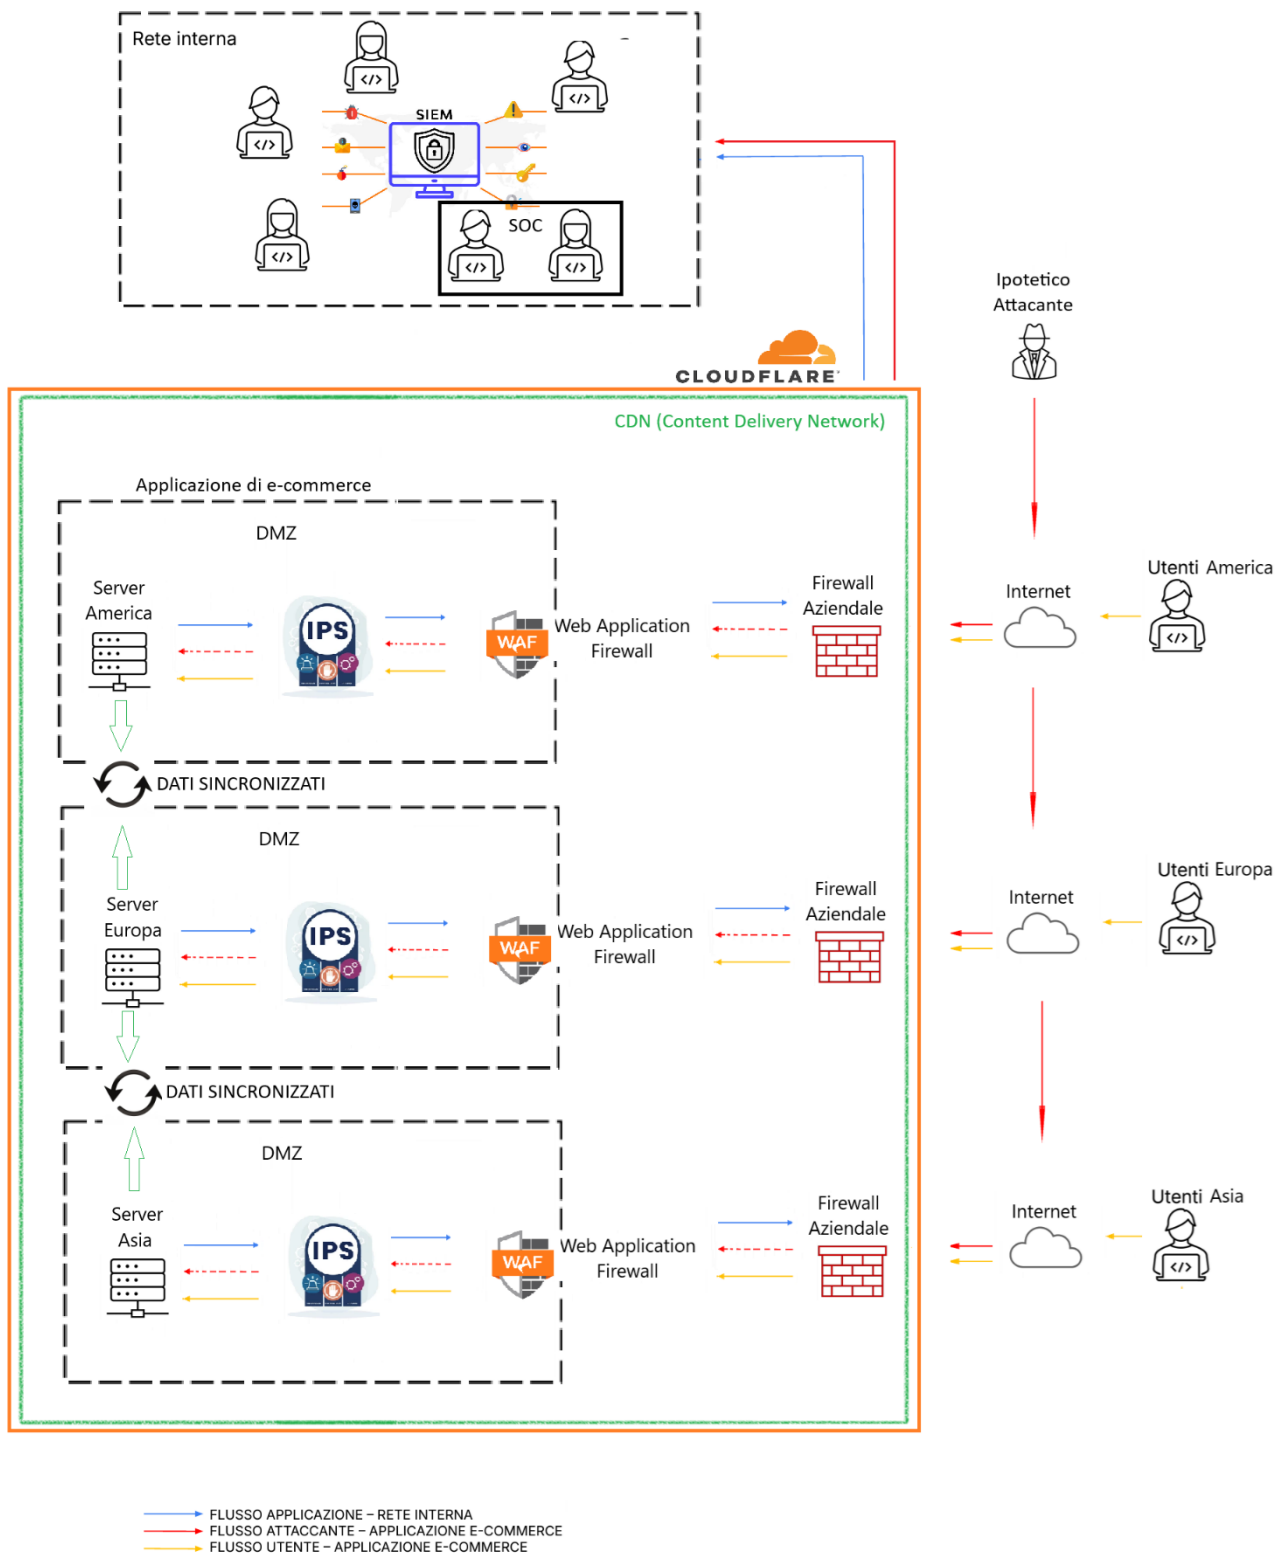 Rete interna
SIEM
</>
</>
</>
</>
SOC
</>
</>
Ipotetico
Attacante
CLOUDFLARE
CDN (Content Delivery Network)
Applicazione di e-commerce
DMZ
Server
America
IPS
WAF
Web Application
Firewall
Firewall
Aziendale
Internet
Utenti America
</>
DATI SINCRONIZZATI
DMZ
Server
Europa
IPS
WAF
Web Application
Firewall
Firewall
Aziendale
Internet
Utenti Europa
</>
DATI SINCRONIZZATI
DMZ
Server
Asia
IPS
WAF
Web Application
Firewall
Firewall
Aziendale
Internet
Utenti Asia
</>
FLUSSO APPLICAZIONE – RETE INTERNA
FLUSSO ATTACCANTE – APPLICAZIONE E-COMMERCE
FLUSSO UTENTE – APPLICAZIONE E-COMMERCE